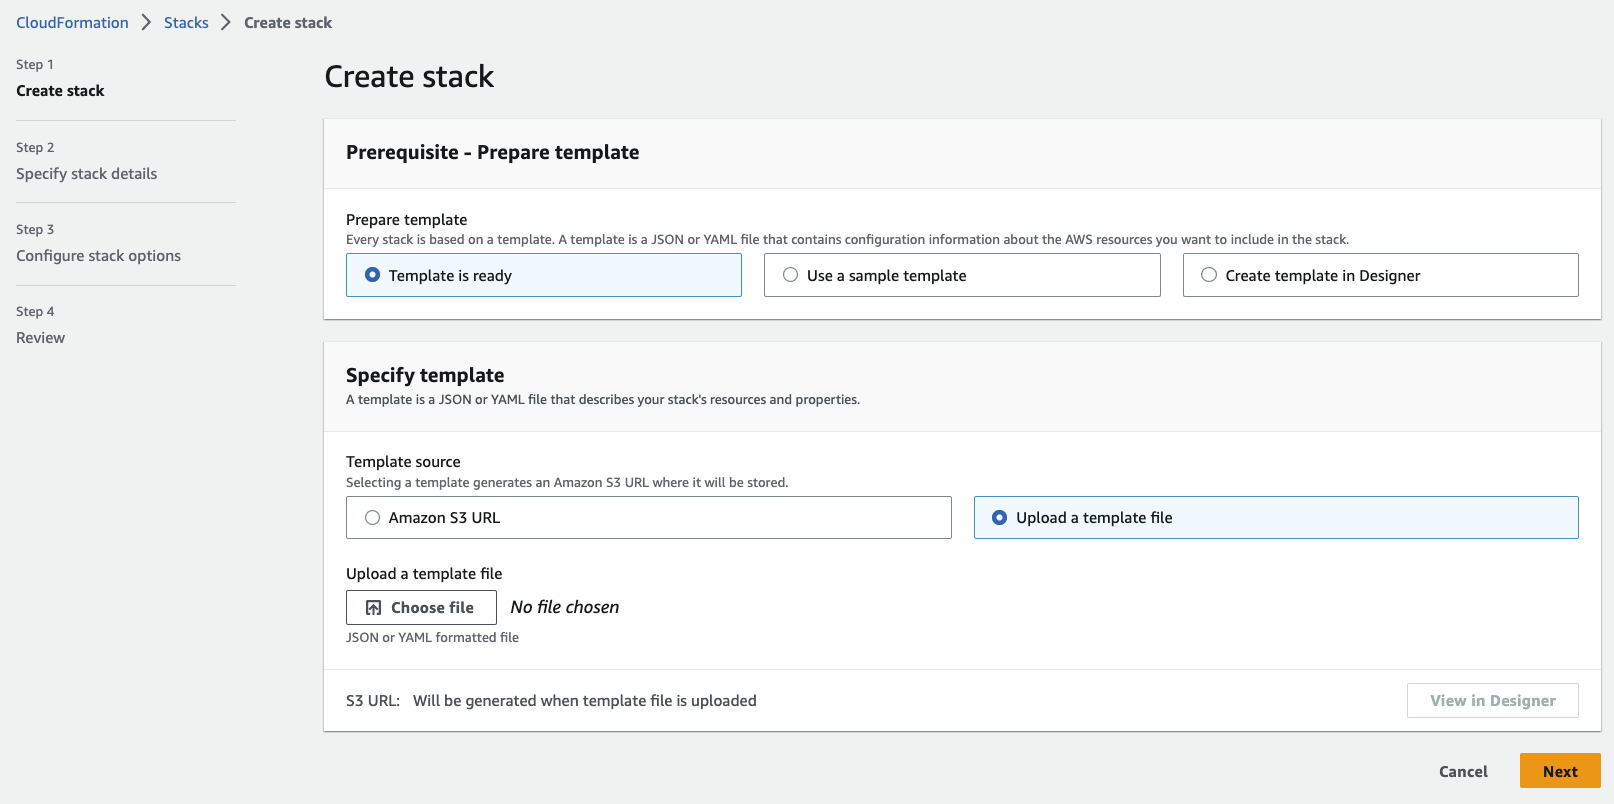 CloudFormation > Stacks > Create stack
Step 1
Create stack
Step 2
Specify stack details
Step 3
Configure stack options
Step 4
Review
Create stack
Prerequisite - Prepare template
Prepare template
Every stack is based on a template. A template is a JSON or YAML file that contains configuration information about the AWS resources you want to include in the stack.
Template is ready
Use a sample template
Create template in Designer
Specify template
A template is a JSON or YAML file that describes your stack's resources and properties.
Template source
Selecting a template generates an Amazon S3 URL where it will be stored.
Amazon S3 URL
Upload a template file
Upload a template file
Choose file No file chosen
JSON or YAML formatted file
S3 URL: Will be generated when template file is uploaded
View in Designer
Cancel
Next